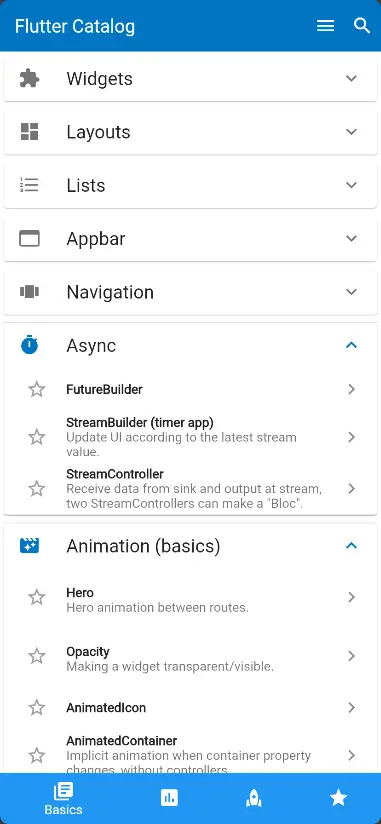 Flutter Catalog
Widgets
Layouts
Lists
Appbar
Navigation
Async
FutureBuilder
StreamBuilder (timer app)
Update UI according to the latest stream
value.
StreamController
Receive data from sink and output at stream,
two StreamControllers can make a "Bloc".
Animation (basics)
Hero
Hero animation between routes.
Opacity
Making a widget transparent/visible.
AnimatedIcon
AnimatedContainer
Implicit animation when container property
changes, without controllers
Basics